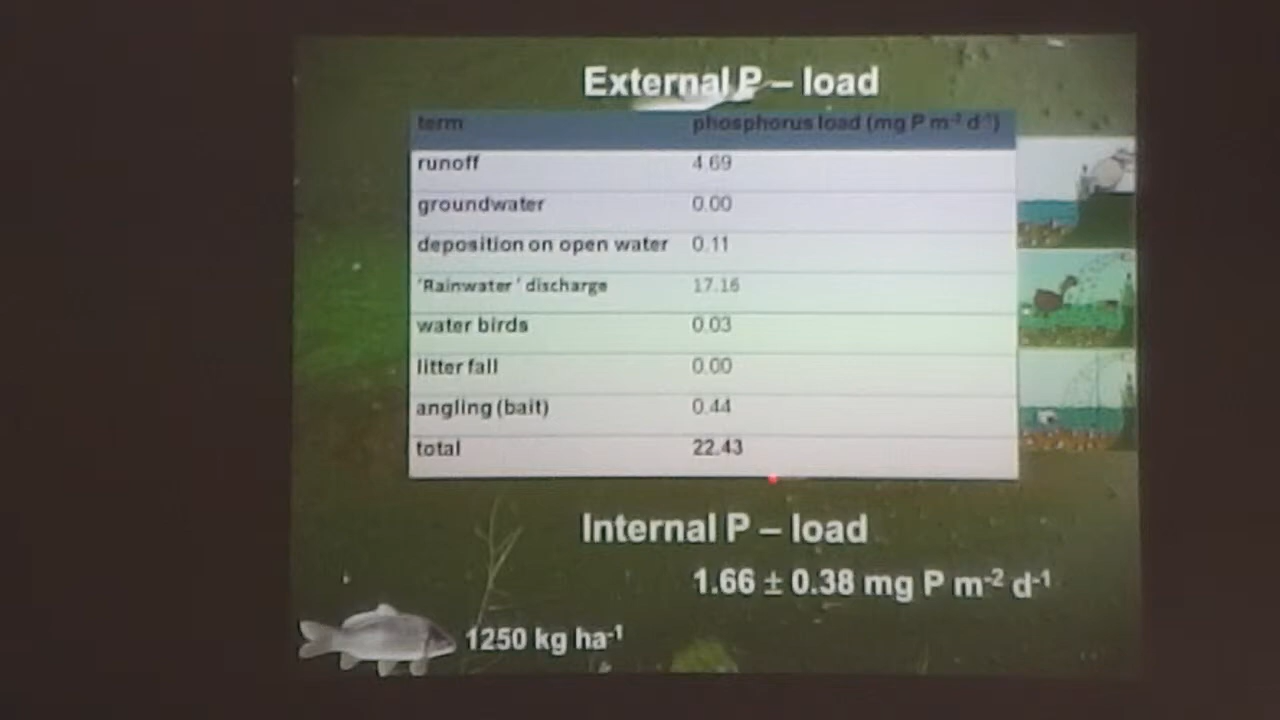 External P – load
term phosphorus load (mg P m⁻² d⁻¹)
runoff 4.69
groundwater 0.00
deposition on open water 0.11
'Rainwater ' discharge 17.16
water birds 0.03
litter fall 0.00
angling (bait) 0.44
total 22.43
Internal P – load
1.66 ± 0.38 mg P m⁻² d⁻¹
1250 kg ha⁻¹